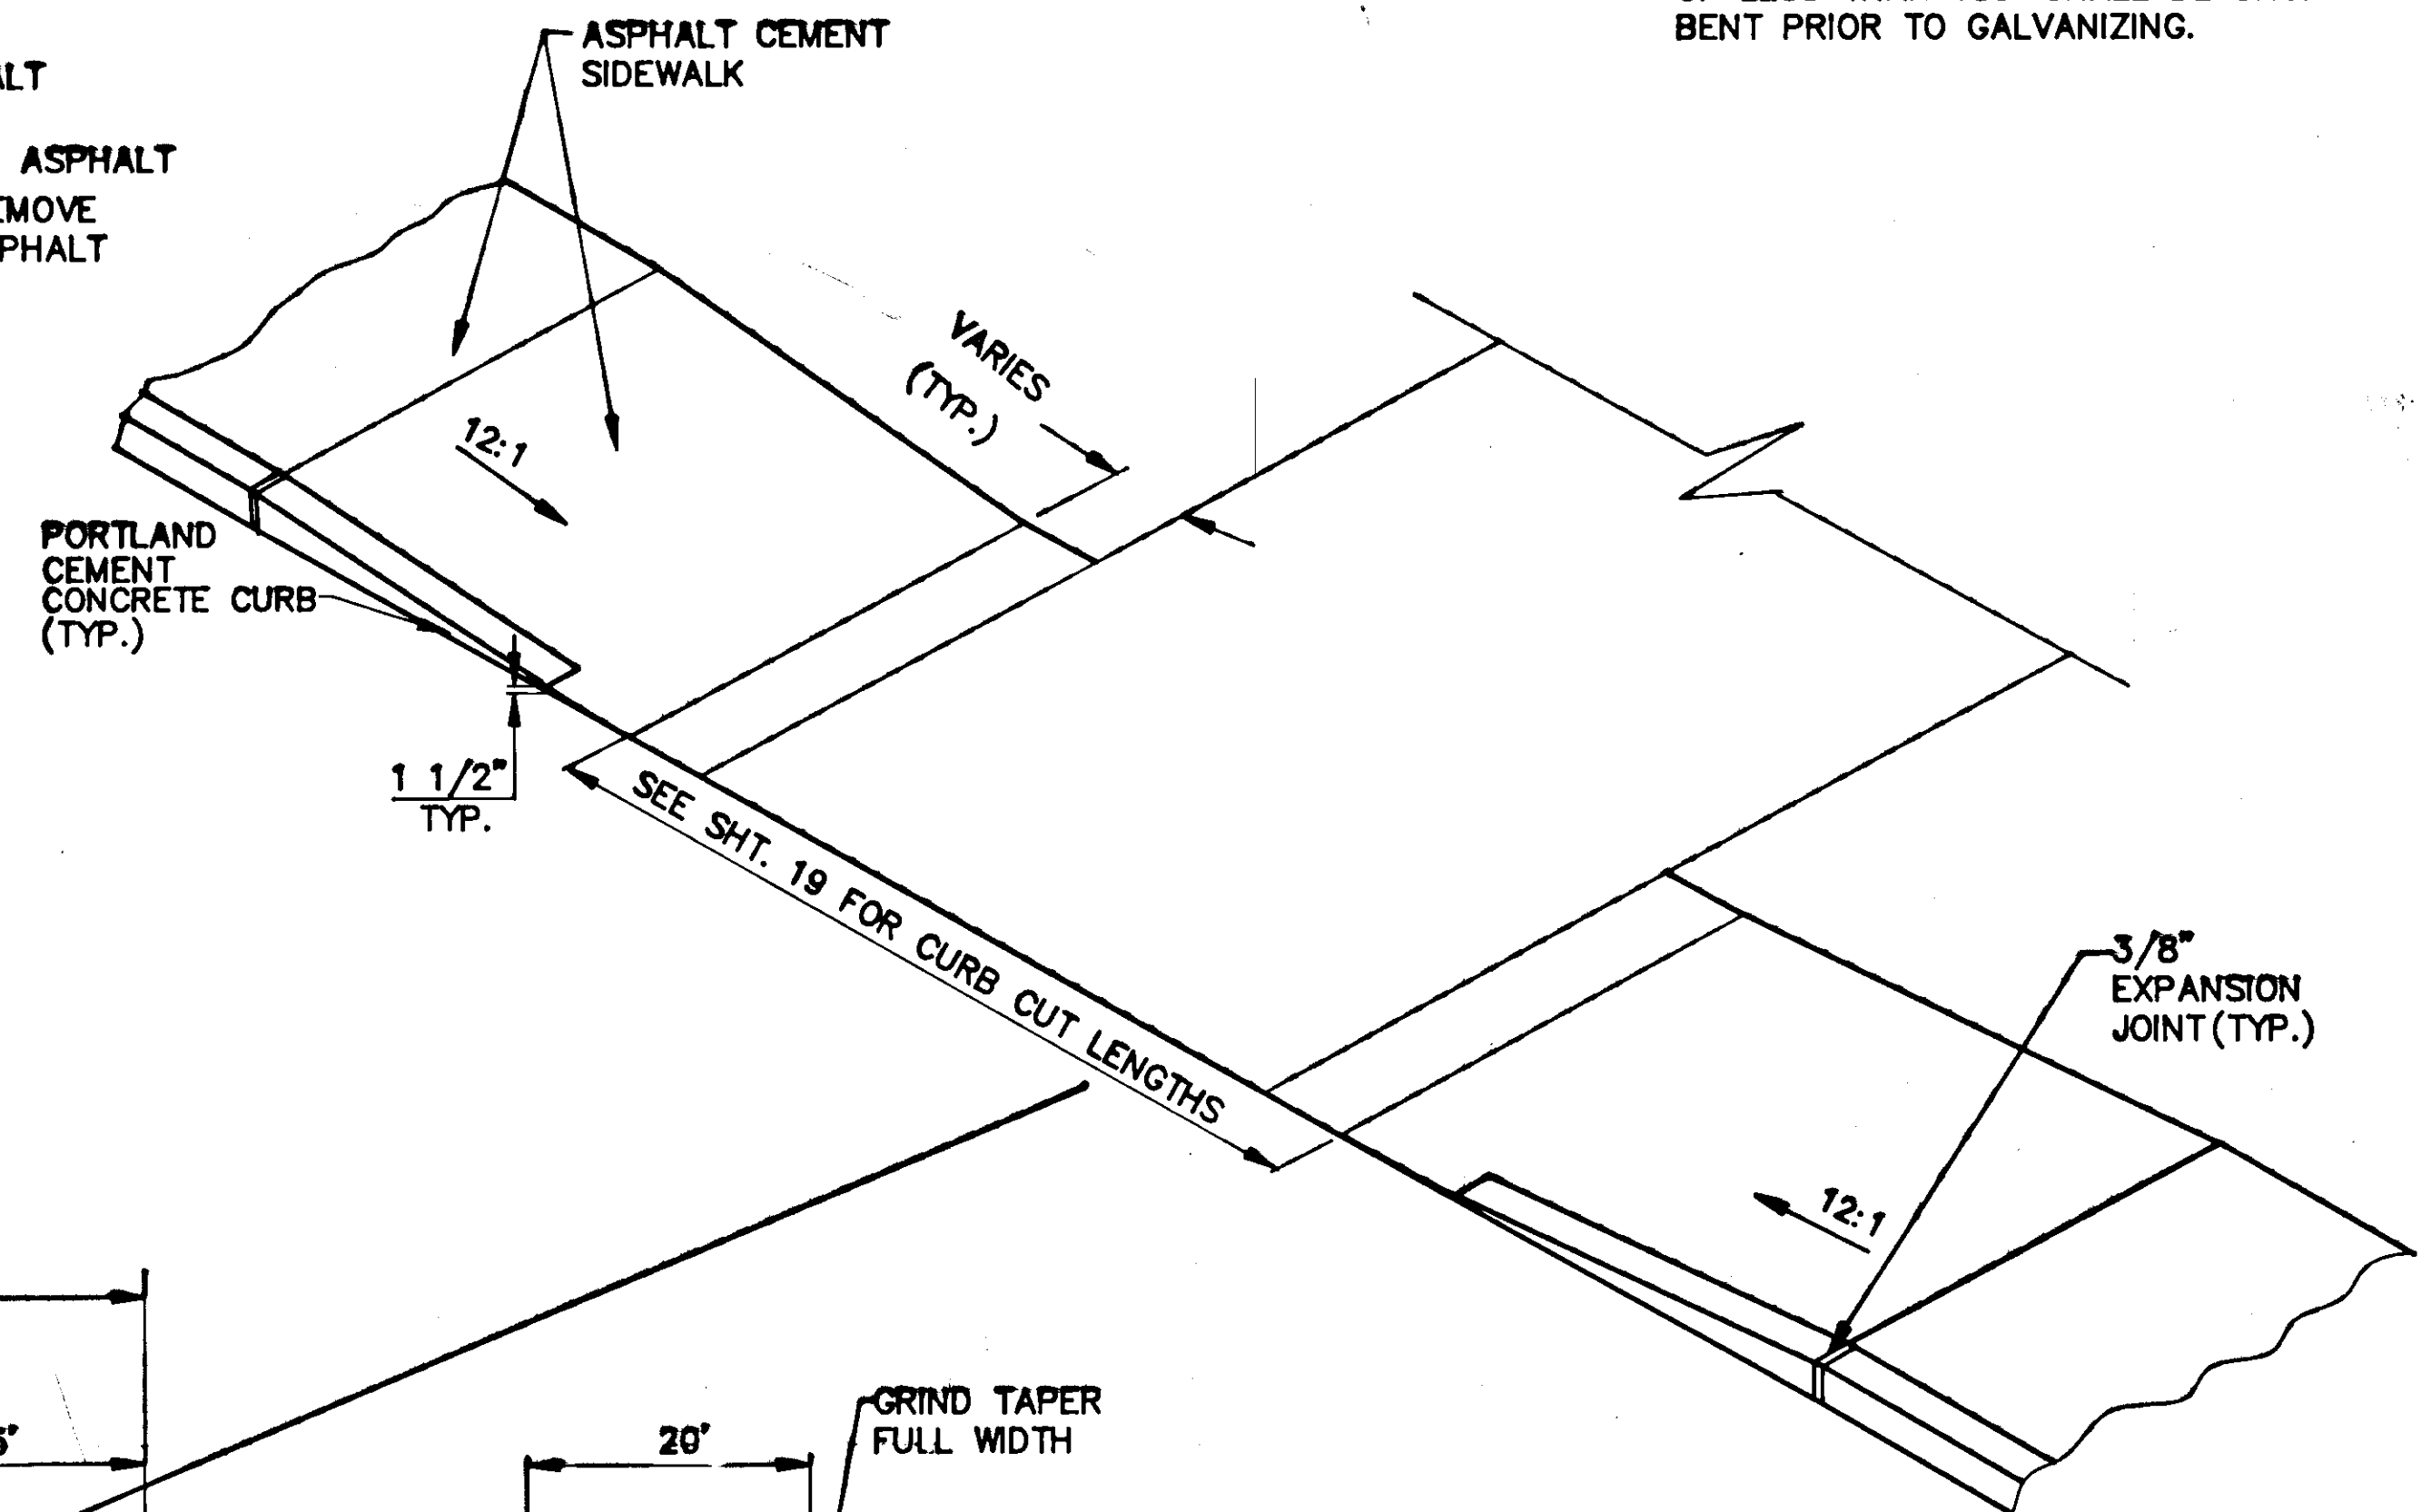 BENT PRIOR TO GALVANIZING.
ASPHALT CEMENT
SIDEWALK
ASPHALT
VARIES
(TYP.)
12:1
PORTLAND
CEMENT
CONCRETE CURB
(TYP.)
1 1/2"
TYP.
SEE SHT. 19 FOR CURB CUT LENGTHS
3/8"
EXPANSION
JOINT (TYP.)
12:1
GRIND TAPER
FULL WIDTH
20'